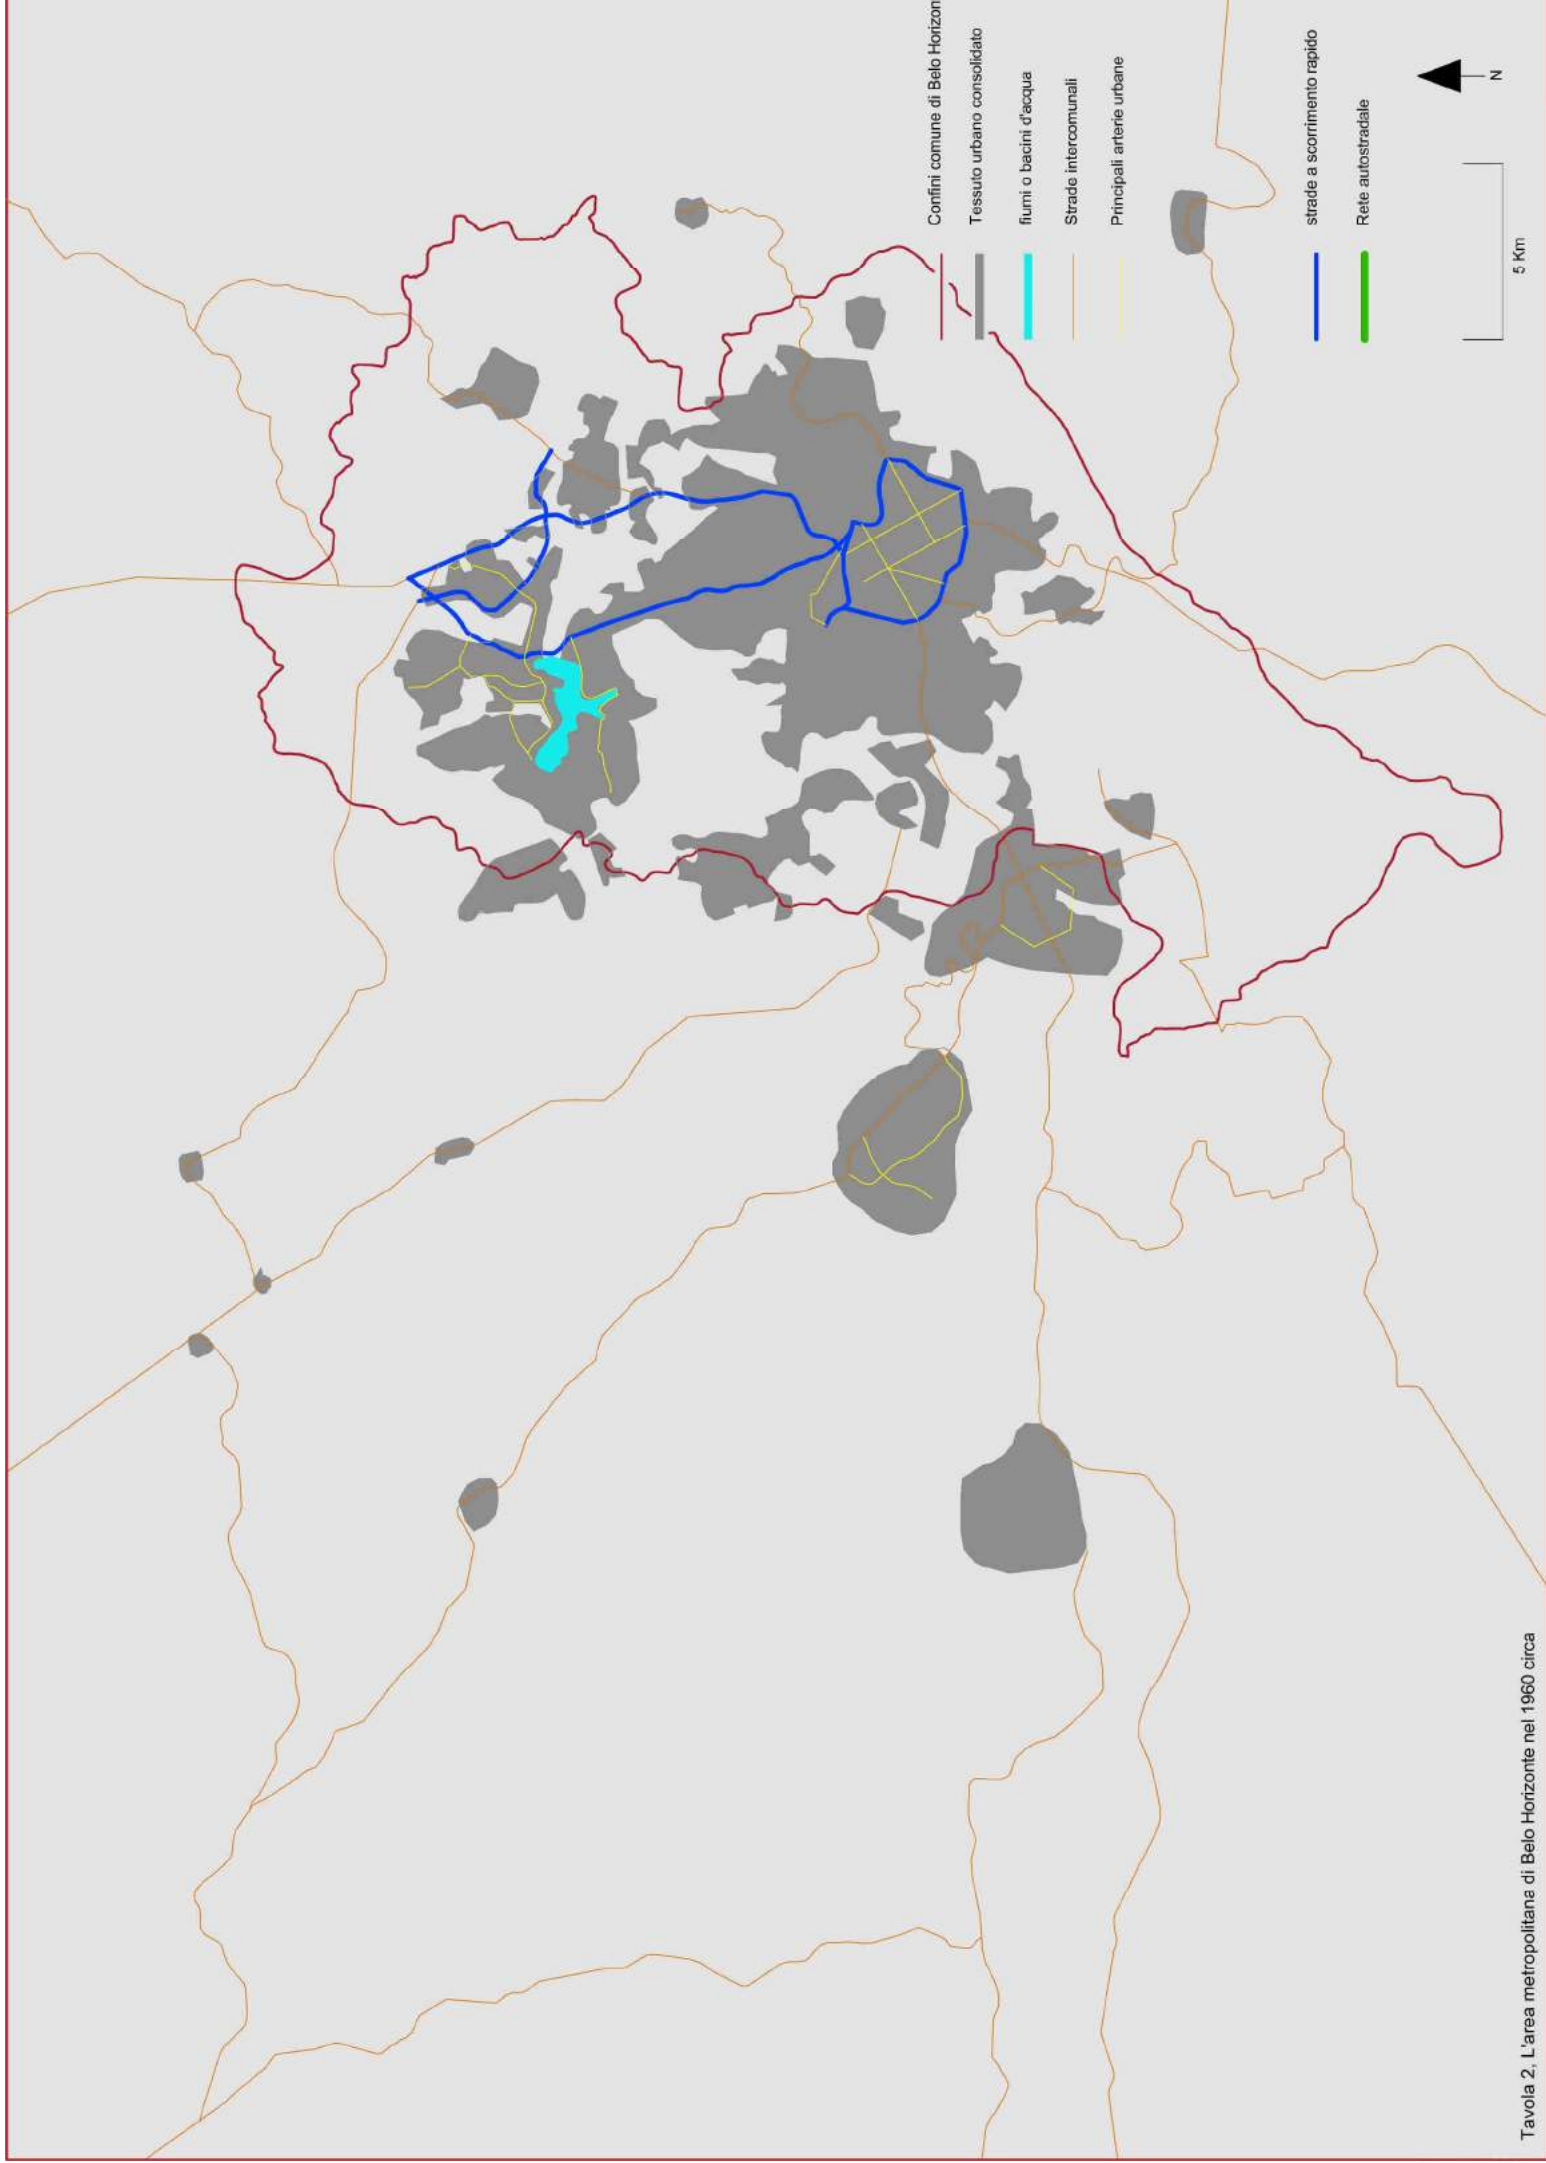 Confini comune di Belo Horizon
Tessuto urbano consolidato
fiumi o bacini d'acqua
Strade intercomunali
Principali arterie urbane
strade a scorrimento rapido
Rete autostradale
N
5 Km
Tavola 2, L'area metropolitana di Belo Horizonte nel 1960 circa